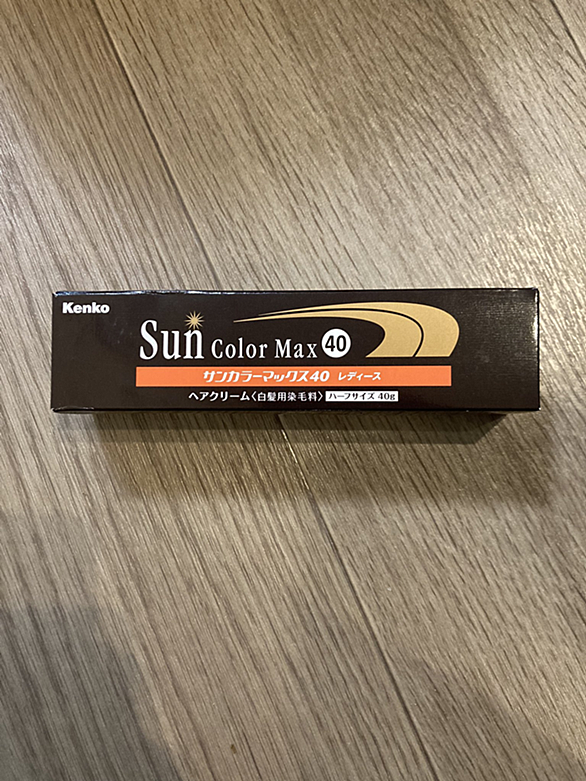 Kenko
Sun Color Max 40
サンカラーマックス40 レディース
ヘアクリーム〈白髪用染毛料〉 ハーフサイズ 40g